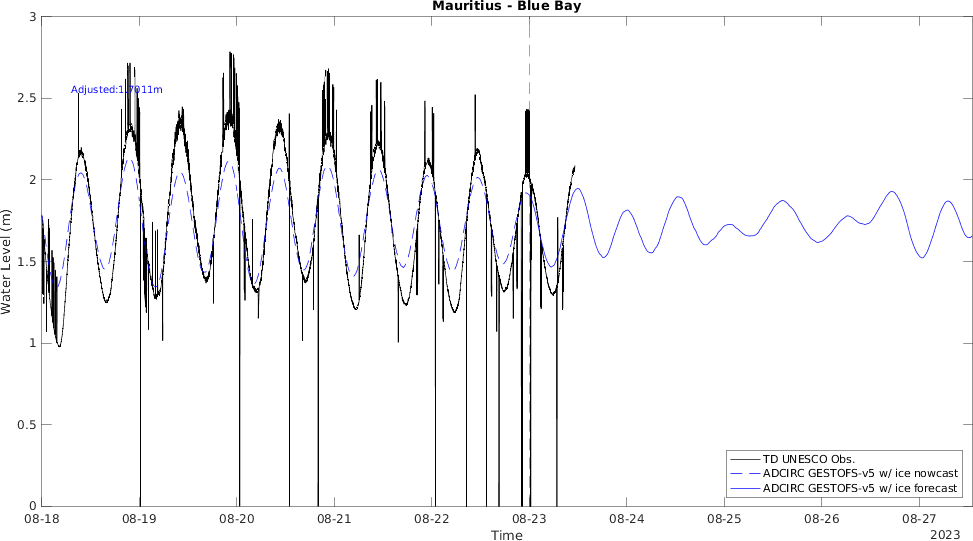 Mauritius - Blue Bay
Water Level (m)
3
2.5
2
1.5
1
0.5
0
Adjusted:1.7011m
TD UNESCO Obs.
ADCIRC GESTOFS-v5 w/ ice nowcast
ADCIRC GESTOFS-v5 w/ ice forecast
08-18 08-19 08-20 08-21 08-22 08-23 08-24 08-25 08-26 08-27
Time
2023